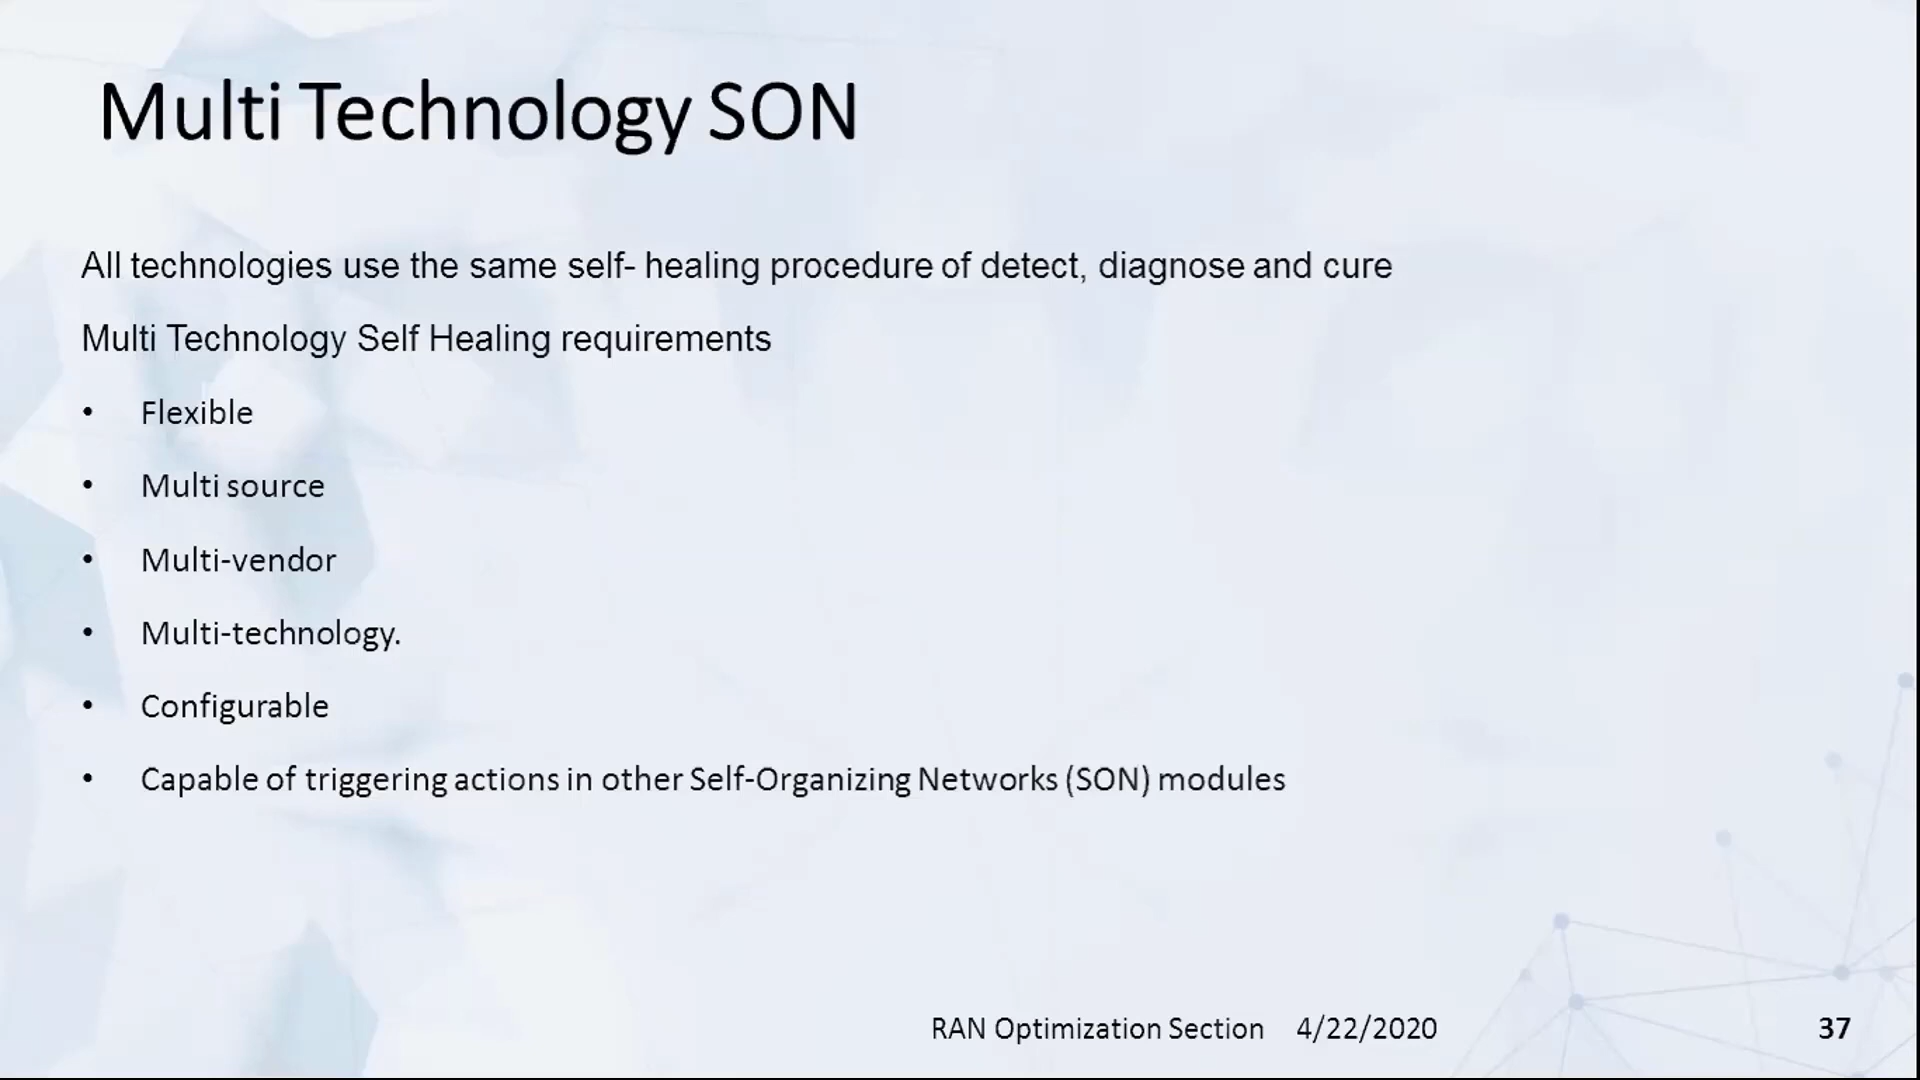 Multi Technology SON
All technologies use the same self- healing procedure of detect, diagnose and cure
Multi Technology Self Healing requirements
• Flexible
• Multi source
• Multi-vendor
• Multi-technology.
• Configurable
• Capable of triggering actions in other Self-Organizing Networks (SON) modules
RAN Optimization Section 4/22/2020 37